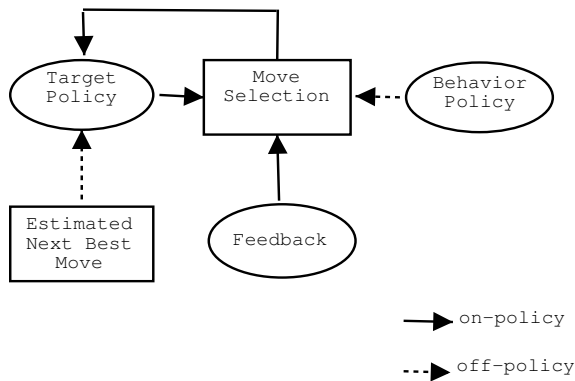 Target
Policy
Move
Selection
Behavior
Policy
Estimated
Next Best
Move
Feedback
on-policy
off-policy